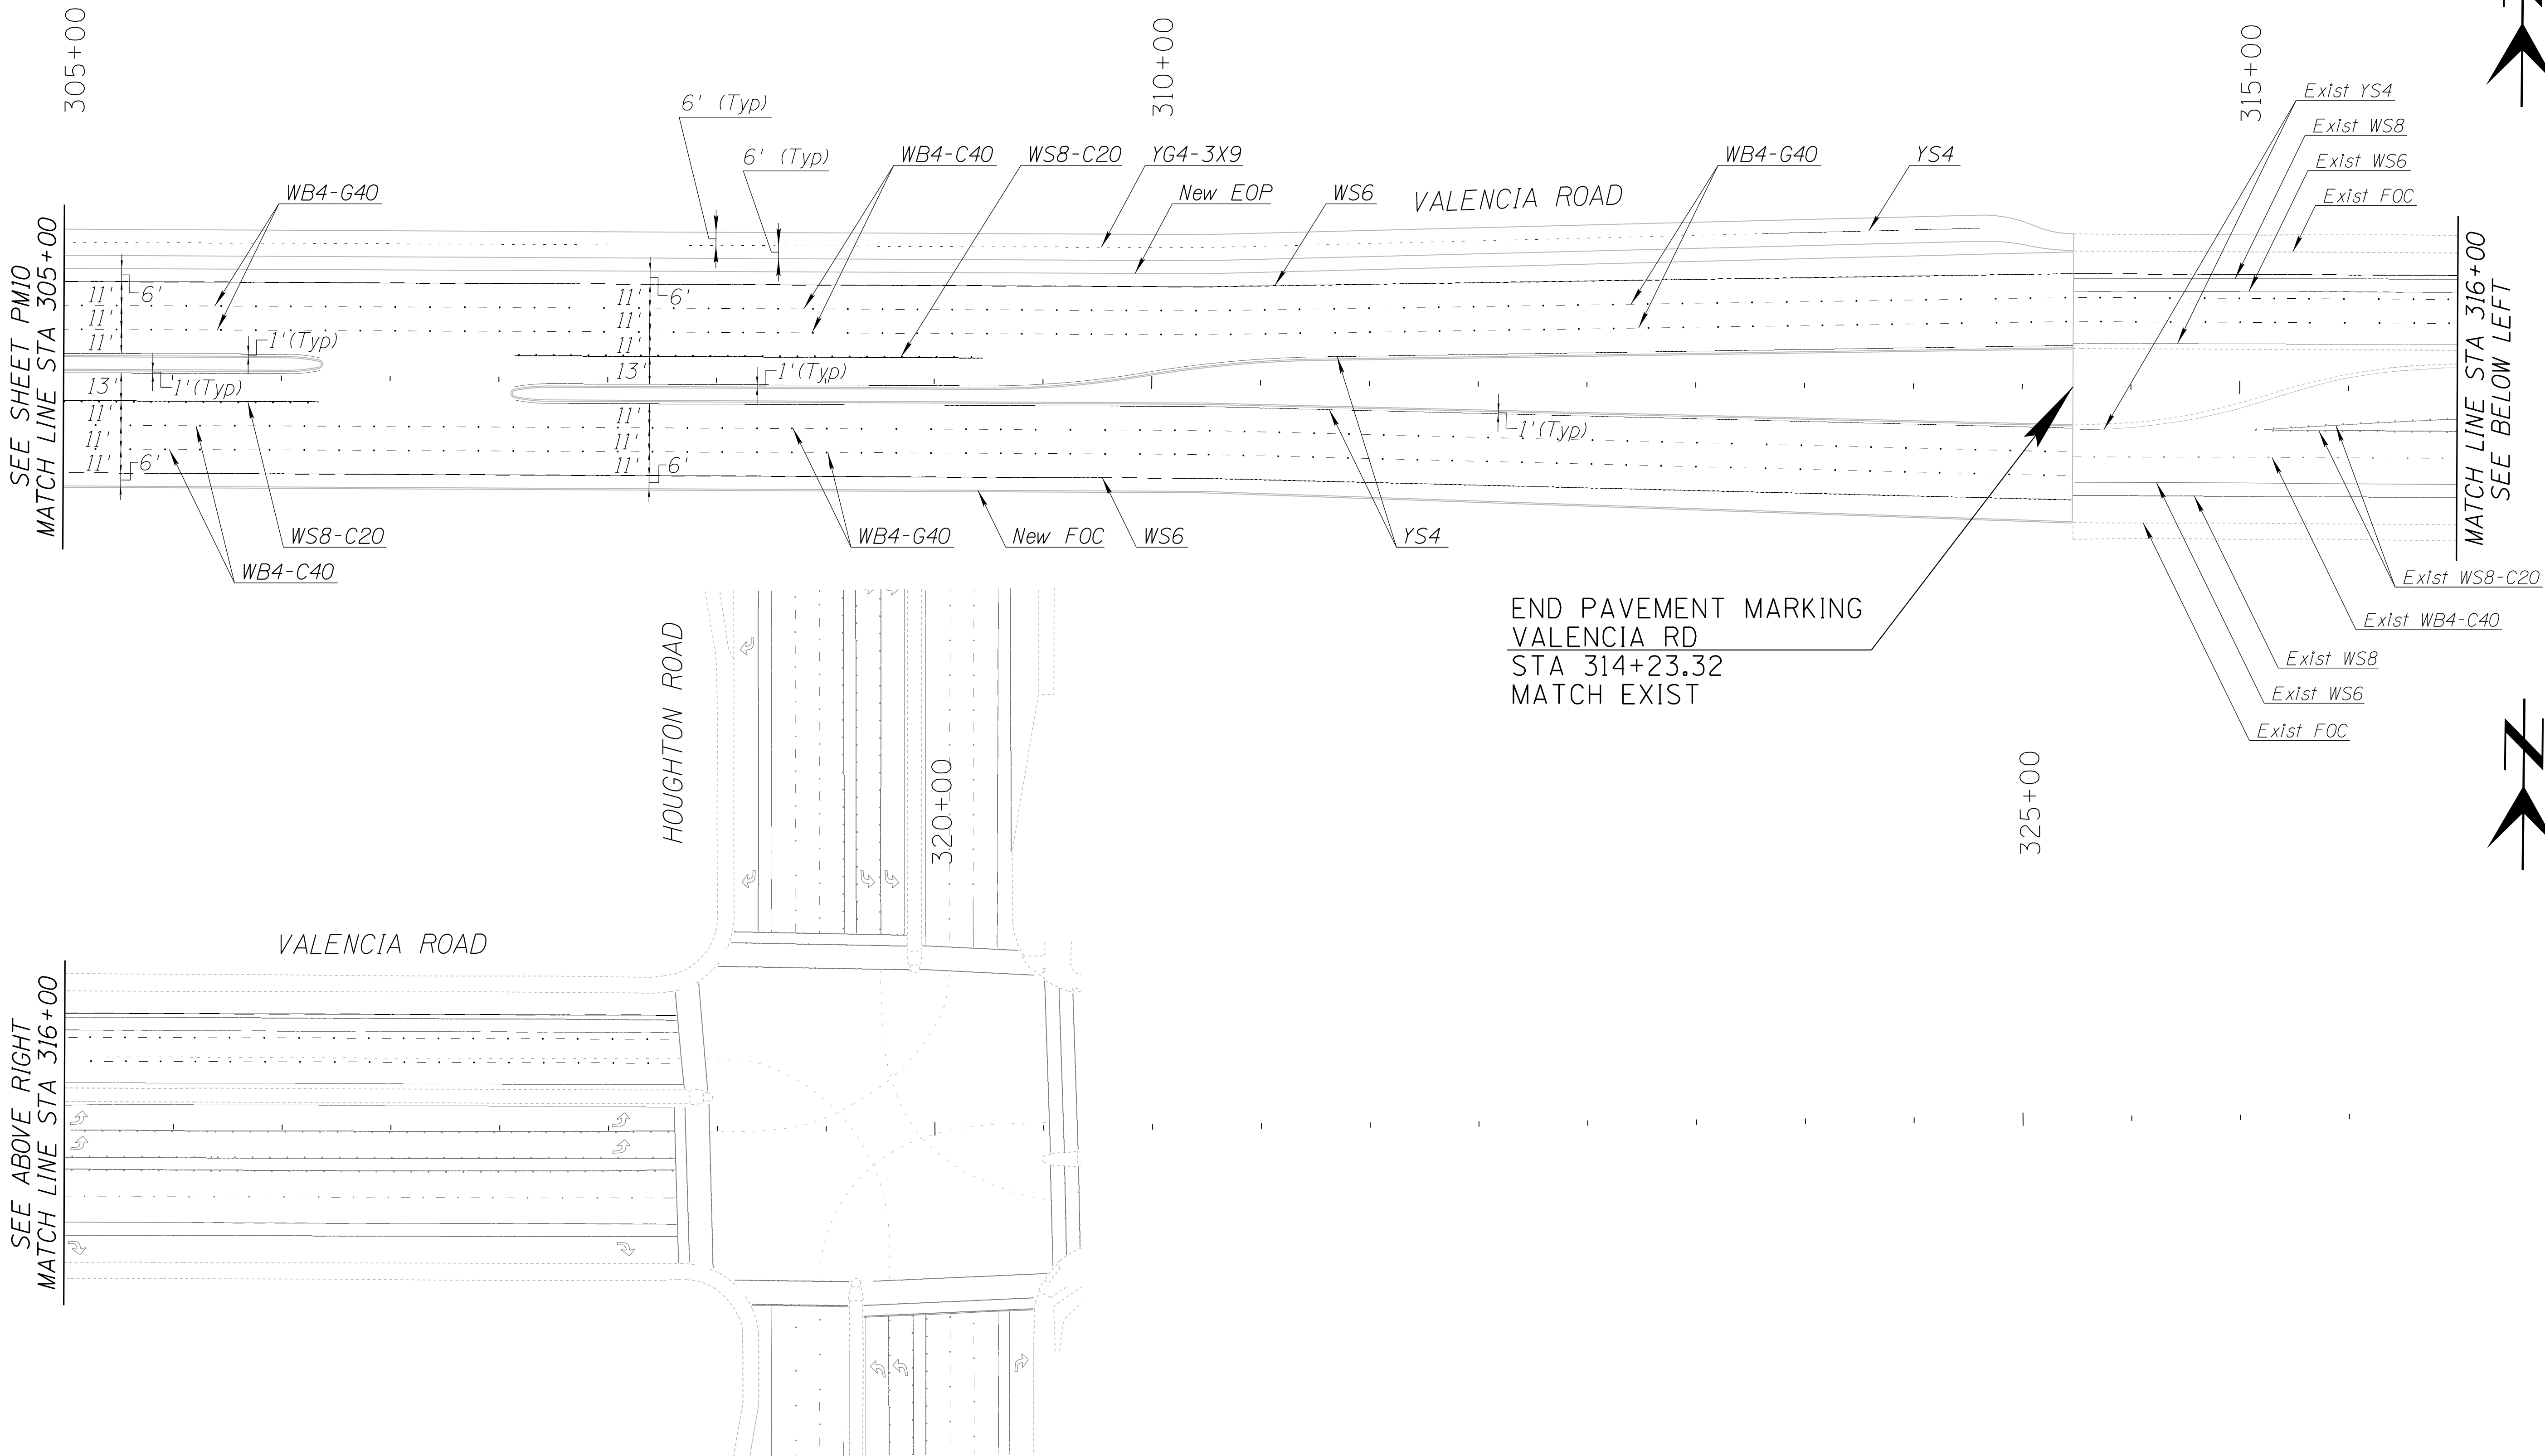 305+00
310+00
315+00
N
6' (Typ)
6' (Typ)
WB4-G40
WB4-C40
WS8-C20
YG4-3X9
New EOP
WS6
VALENCIA ROAD
WB4-G40
YS4
Exist YS4
Exist WS8
Exist WS6
Exist FOC
SEE SHEET PM10
MATCH LINE STA 305+00
11'
6'
11'
11'
1'(Typ)
13'
1'(Typ)
11'
11'
11'
6'
11'
6'
11'
11'
13'
1'(Typ)
11'
11'
11'
6'
1'(Typ)
MATCH LINE STA 316+00
SEE BELOW LEFT
WS8-C20
WB4-C40
WB4-G40
New FOC
WS6
YS4
END PAVEMENT MARKING
VALENCIA RD
STA 314+23.32
MATCH EXIST
Exist WS8-C20
Exist WB4-C40
Exist WS8
Exist WS6
Exist FOC
HOUGHTON ROAD
320+00
325+00
N
VALENCIA ROAD
SEE ABOVE RIGHT
MATCH LINE STA 316+00